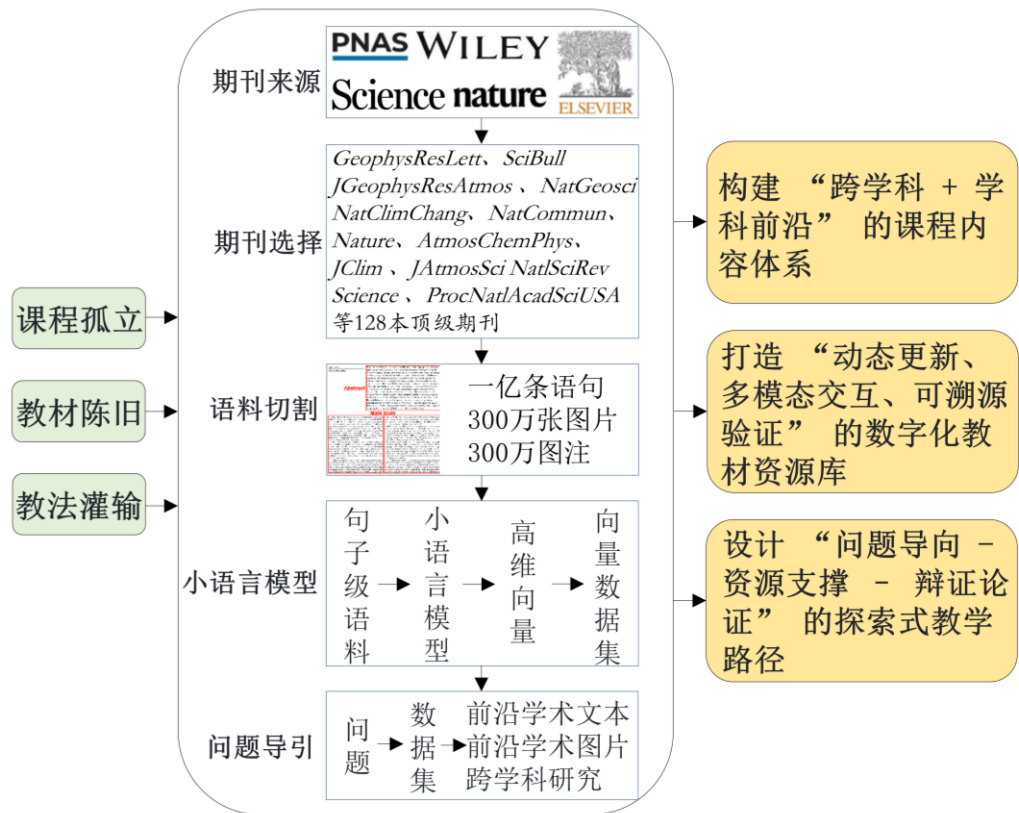 课程孤立
教材陈旧
教法灌输
期刊来源
PNAS WILEY
Science nature
ELSEVIER
期刊选择
GeophysResLett、SciBull
JGeophysResAtmos 、NatGeosci
NatClimChang、NatCommun、
Nature、AtmosChemPhys、
JClim 、JAtmosSci NatlSciRev
Science 、ProcNatlAcadSciUSA
等128本顶级期刊
语料切割
一亿条语句
300万张图片
300万图注
小语言模型
句子级语料
小语言模型
高维向量
向量数据集
问题导引
问题
数据集
前沿学术文本
前沿学术图片
跨学科研究
构建 “跨学科 + 学
科前沿” 的课程内
容体系
打造 “动态更新、
多模态交互、可溯源
验证” 的数字化教
材资源库
设计 “问题导向 -
资源支撑 - 辩证论
证” 的探索式教学
路径